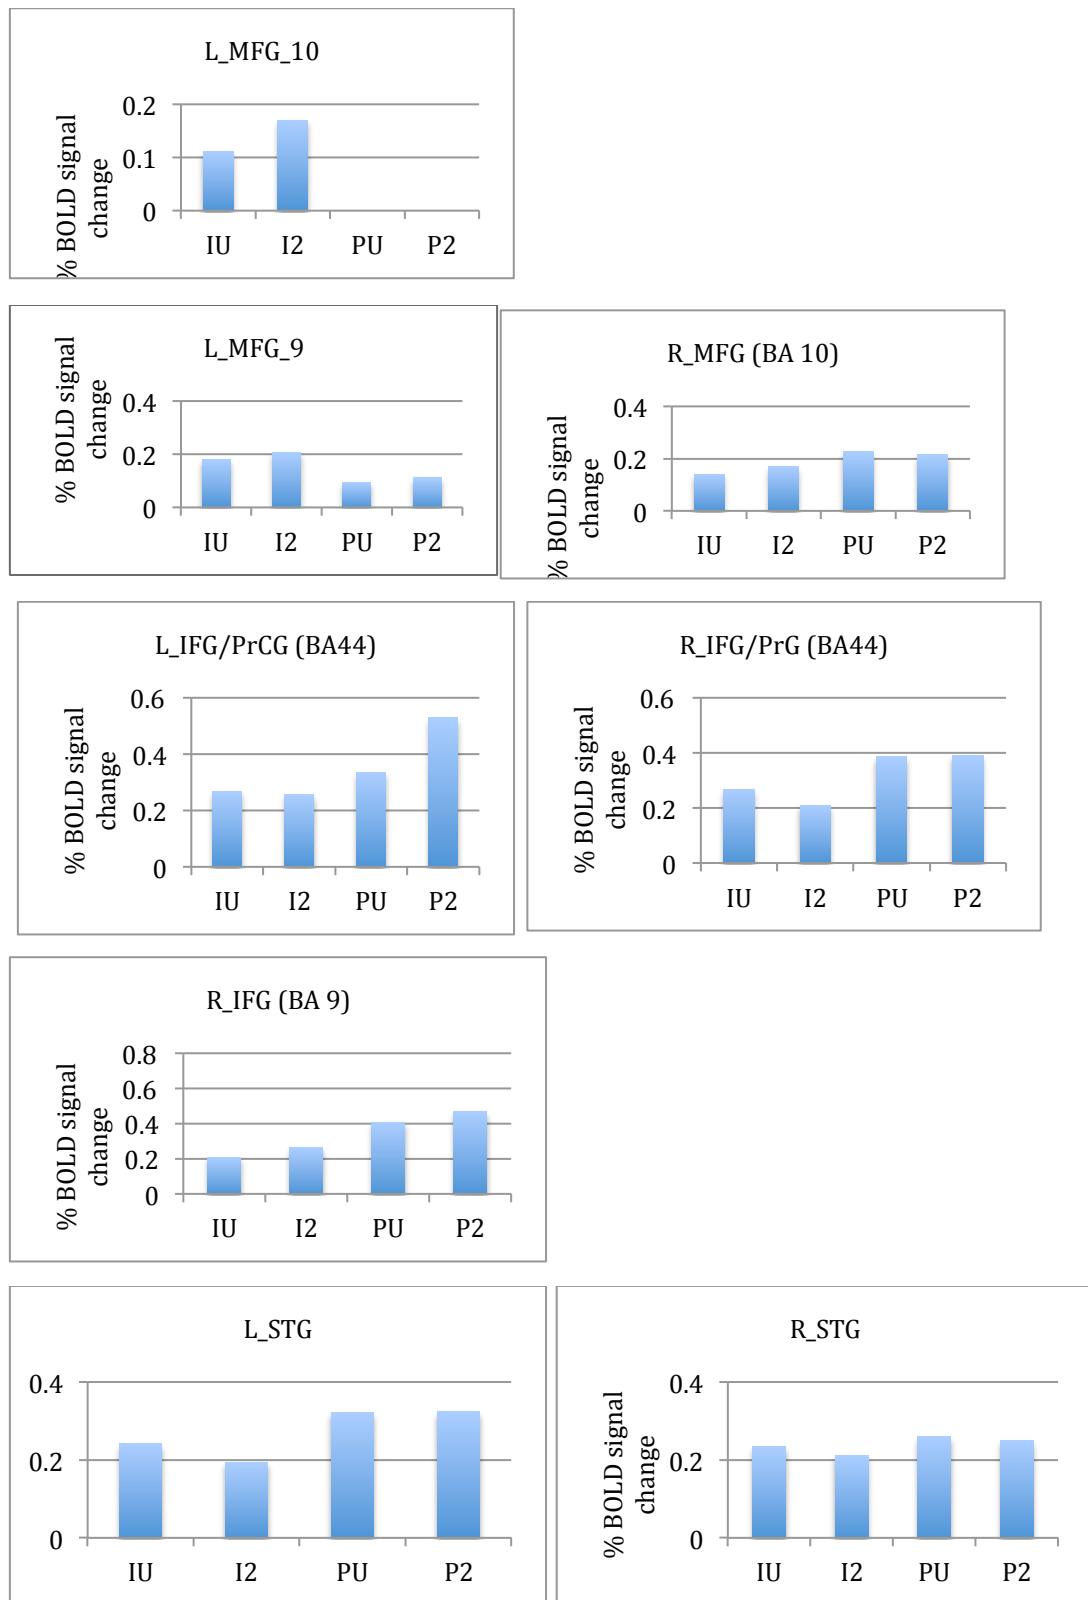 L_MFG_10
% BOLD signal
change
0.2
0.1
0
IU I2 PU P2
L_MFG_9
% BOLD signal
change
0.4
0.2
0
IU I2 PU P2
R_MFG (BA 10)
% BOLD signal
change
0.4
0.2
0
IU I2 PU P2
L_IFG/PrCG (BA44)
% BOLD signal
change
0.6
0.4
0.2
0
IU I2 PU P2
R_IFG/PrG (BA44)
% BOLD signal
change
0.6
0.4
0.2
0
IU I2 PU P2
R_IFG (BA 9)
% BOLD signal
change
0.8
0.6
0.4
0.2
0
IU I2 PU P2
L_STG
0.4
0.2
0
IU I2 PU P2
R_STG
% BOLD signal
change
0.4
0.2
0
IU I2 PU P2